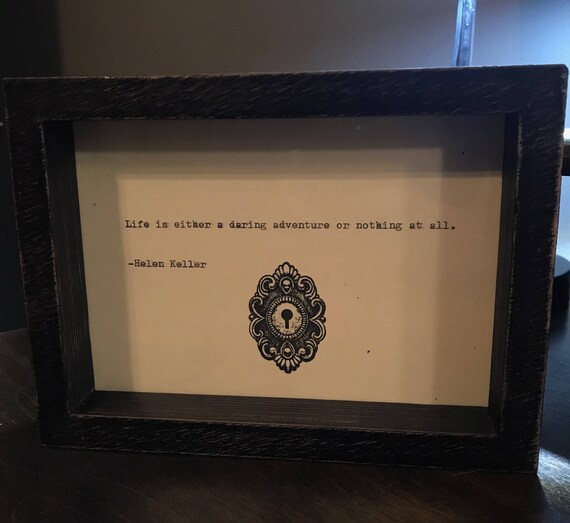 Life is either a daring adventure or nothing at all.
-Helen Keller